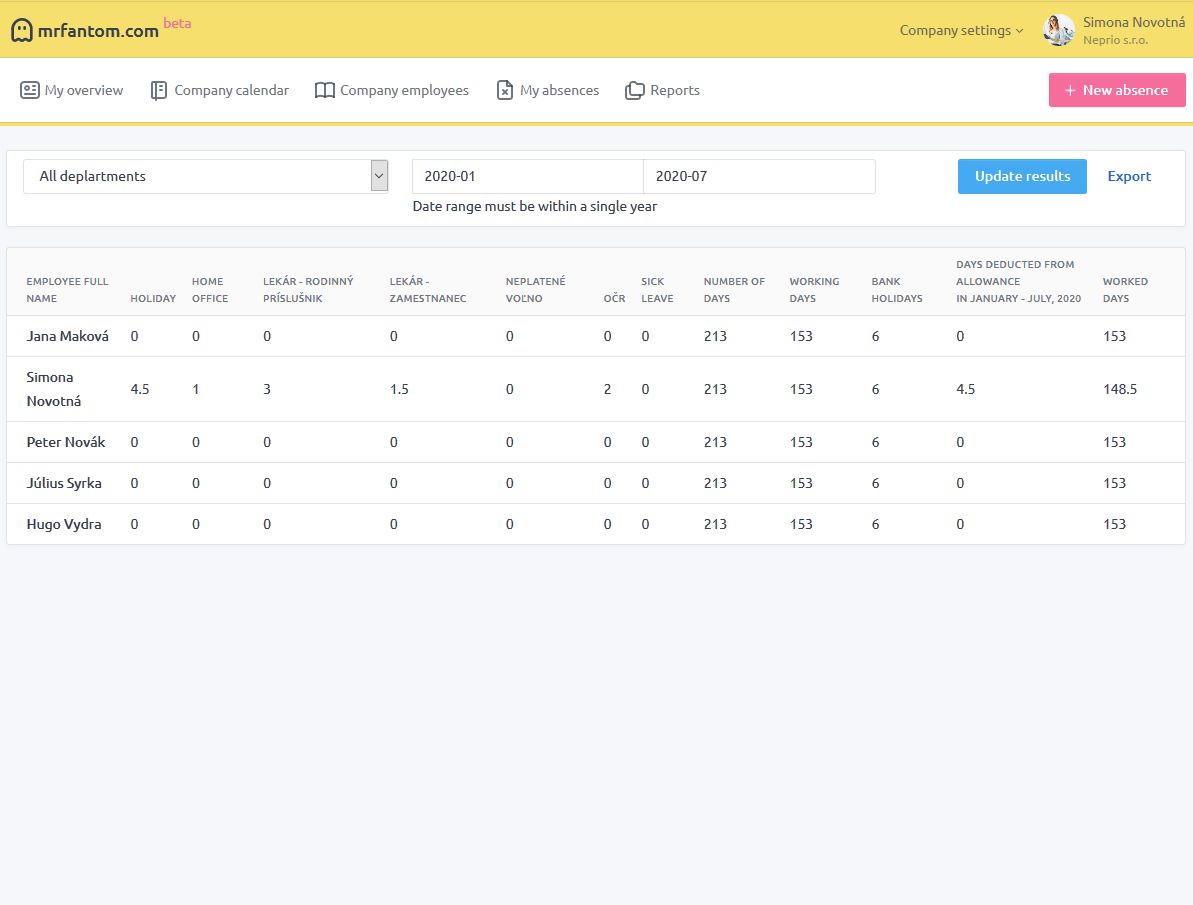 mrfantom.com beta
Company settings
Simona Novotná
Neprio s.r.o.
My overview
Company calendar
Company employees
My absences
Reports
+ New absence
All deplartments
2020-01
2020-07
Update results
Export
Date range must be within a single year
EMPLOYEE FULL NAME
HOLIDAY
HOME OFFICE
LEKÁR - RODINNÝ PRÍSLUŠNIK
LEKÁR - ZAMESTNANEC
NEPLATENÉ VOĽNO
OČR
SICK LEAVE
NUMBER OF DAYS
WORKING DAYS
BANK HOLIDAYS
DAYS DEDUCTED FROM ALLOWANCE IN JANUARY - JULY, 2020
WORKED DAYS
Jana Maková 0 0 0 0 0 0 0 213 153 6 0 153
Simona Novotná 4.5 1 3 1.5 0 2 0 213 153 6 4.5 148.5
Peter Novák 0 0 0 0 0 0 0 213 153 6 0 153
Július Syrka 0 0 0 0 0 0 0 213 153 6 0 153
Hugo Vydra 0 0 0 0 0 0 0 213 153 6 0 153